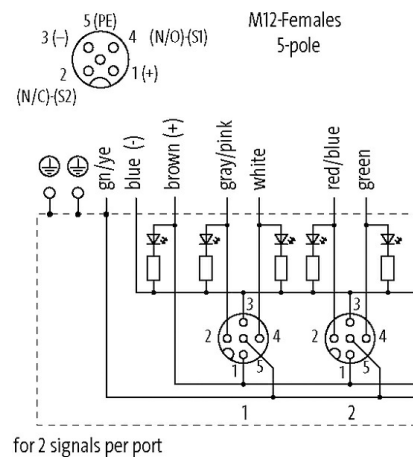 5 (PE)
M12-Females
3 (–)
4
(N/O)-(S1)
5-pole
2
1 (+)
(N/C)-(S2)
gn/ye
blue (-)
brown (+)
gray/pink
white
red/blue
green
3
3
2
4
2
4
1
5
1
5
1
2
for 2 signals per port